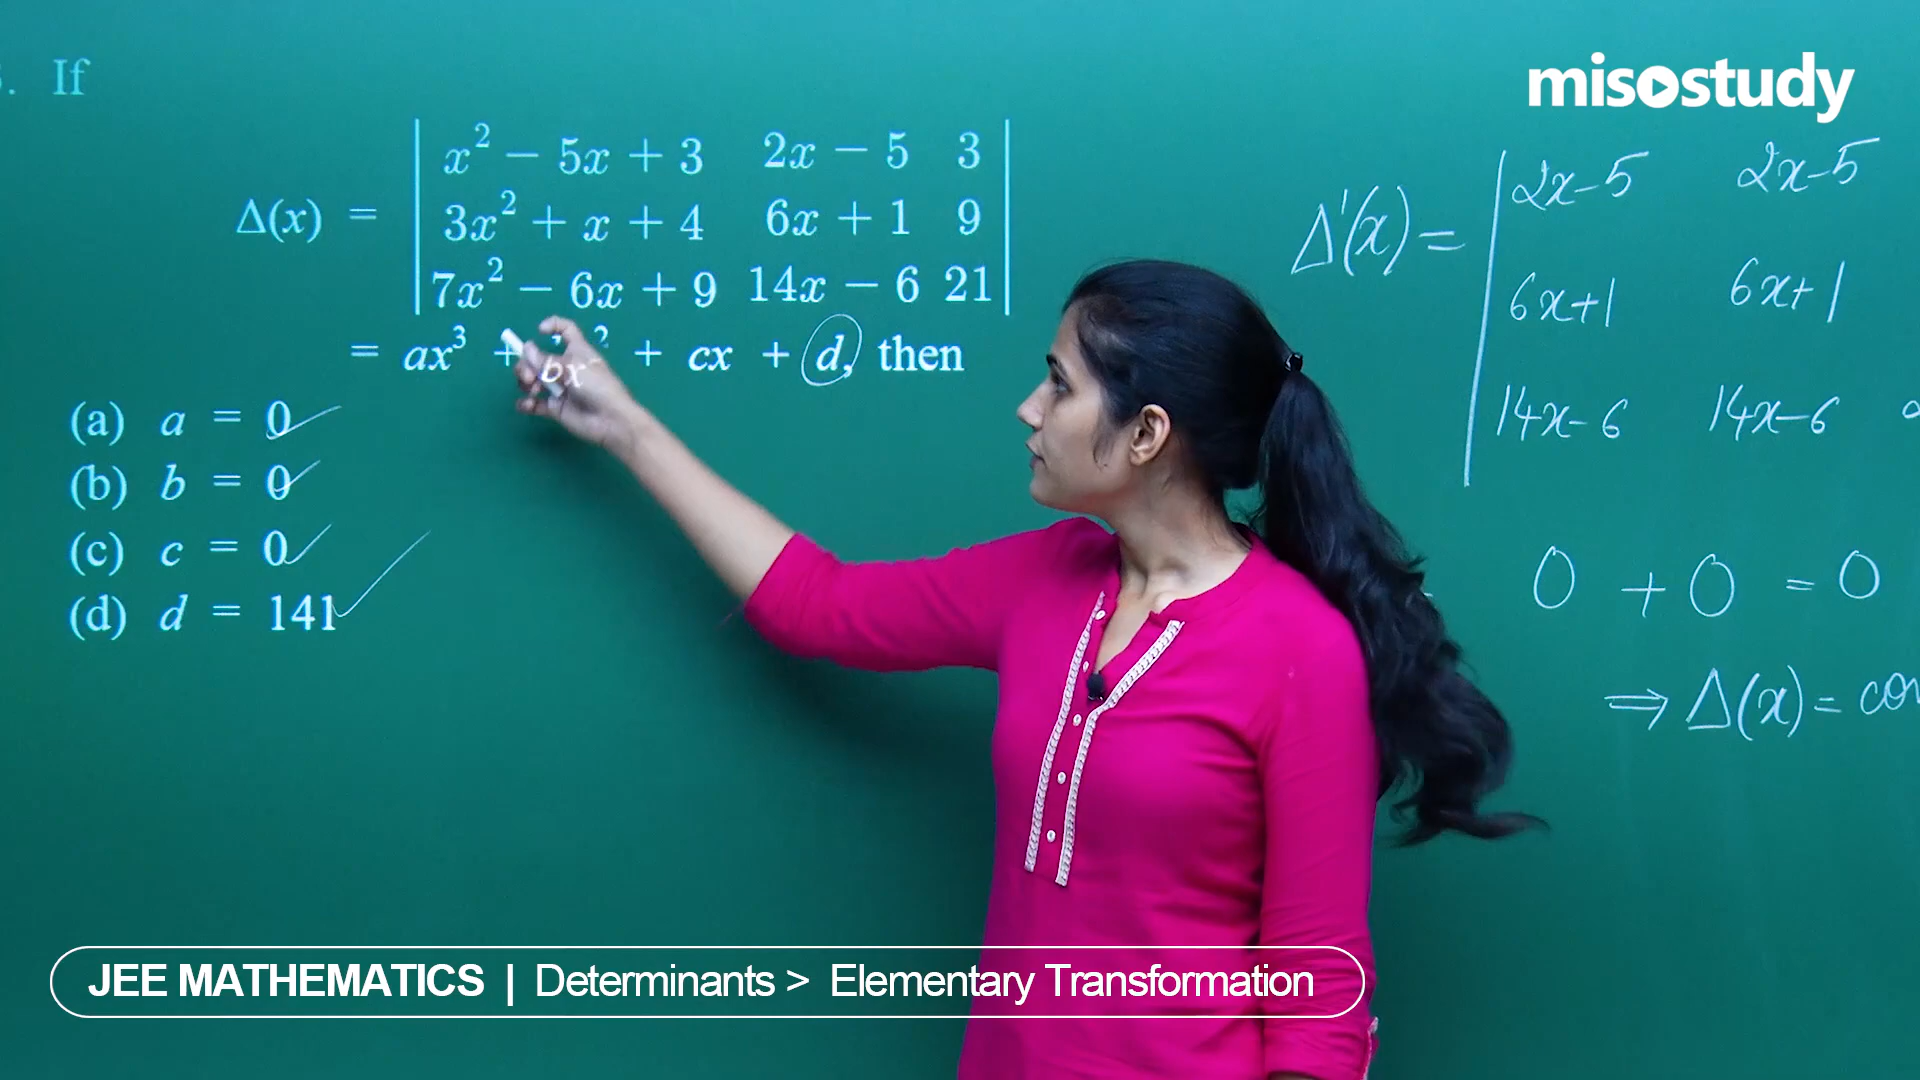 . If
misostudy
Δ(x) = | x² − 5x + 3 2x − 5 3 |
| 3x² + x + 4 6x + 1 9 |
| 7x² − 6x + 9 14x − 6 21 |
= ax³ + bx² + cx + d, then
(a) a = 0
(b) b = 0
(c) c = 0
(d) d = 141
Δ'(x) = | 2x-5 2x-5
6x+1 6x+1
14x-6 14x-6
0 + 0 = 0
⇒ Δ(x) =
JEE MATHEMATICS | Determinants > Elementary Transformation